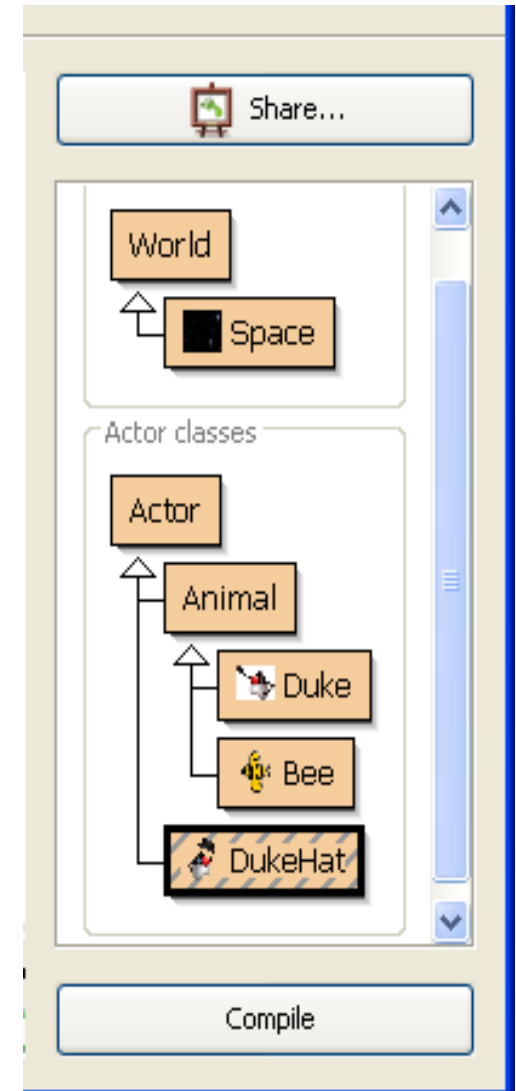 Share...
World
Space
Actor classes
Actor
Animal
Duke
Bee
DukeHat
Compile